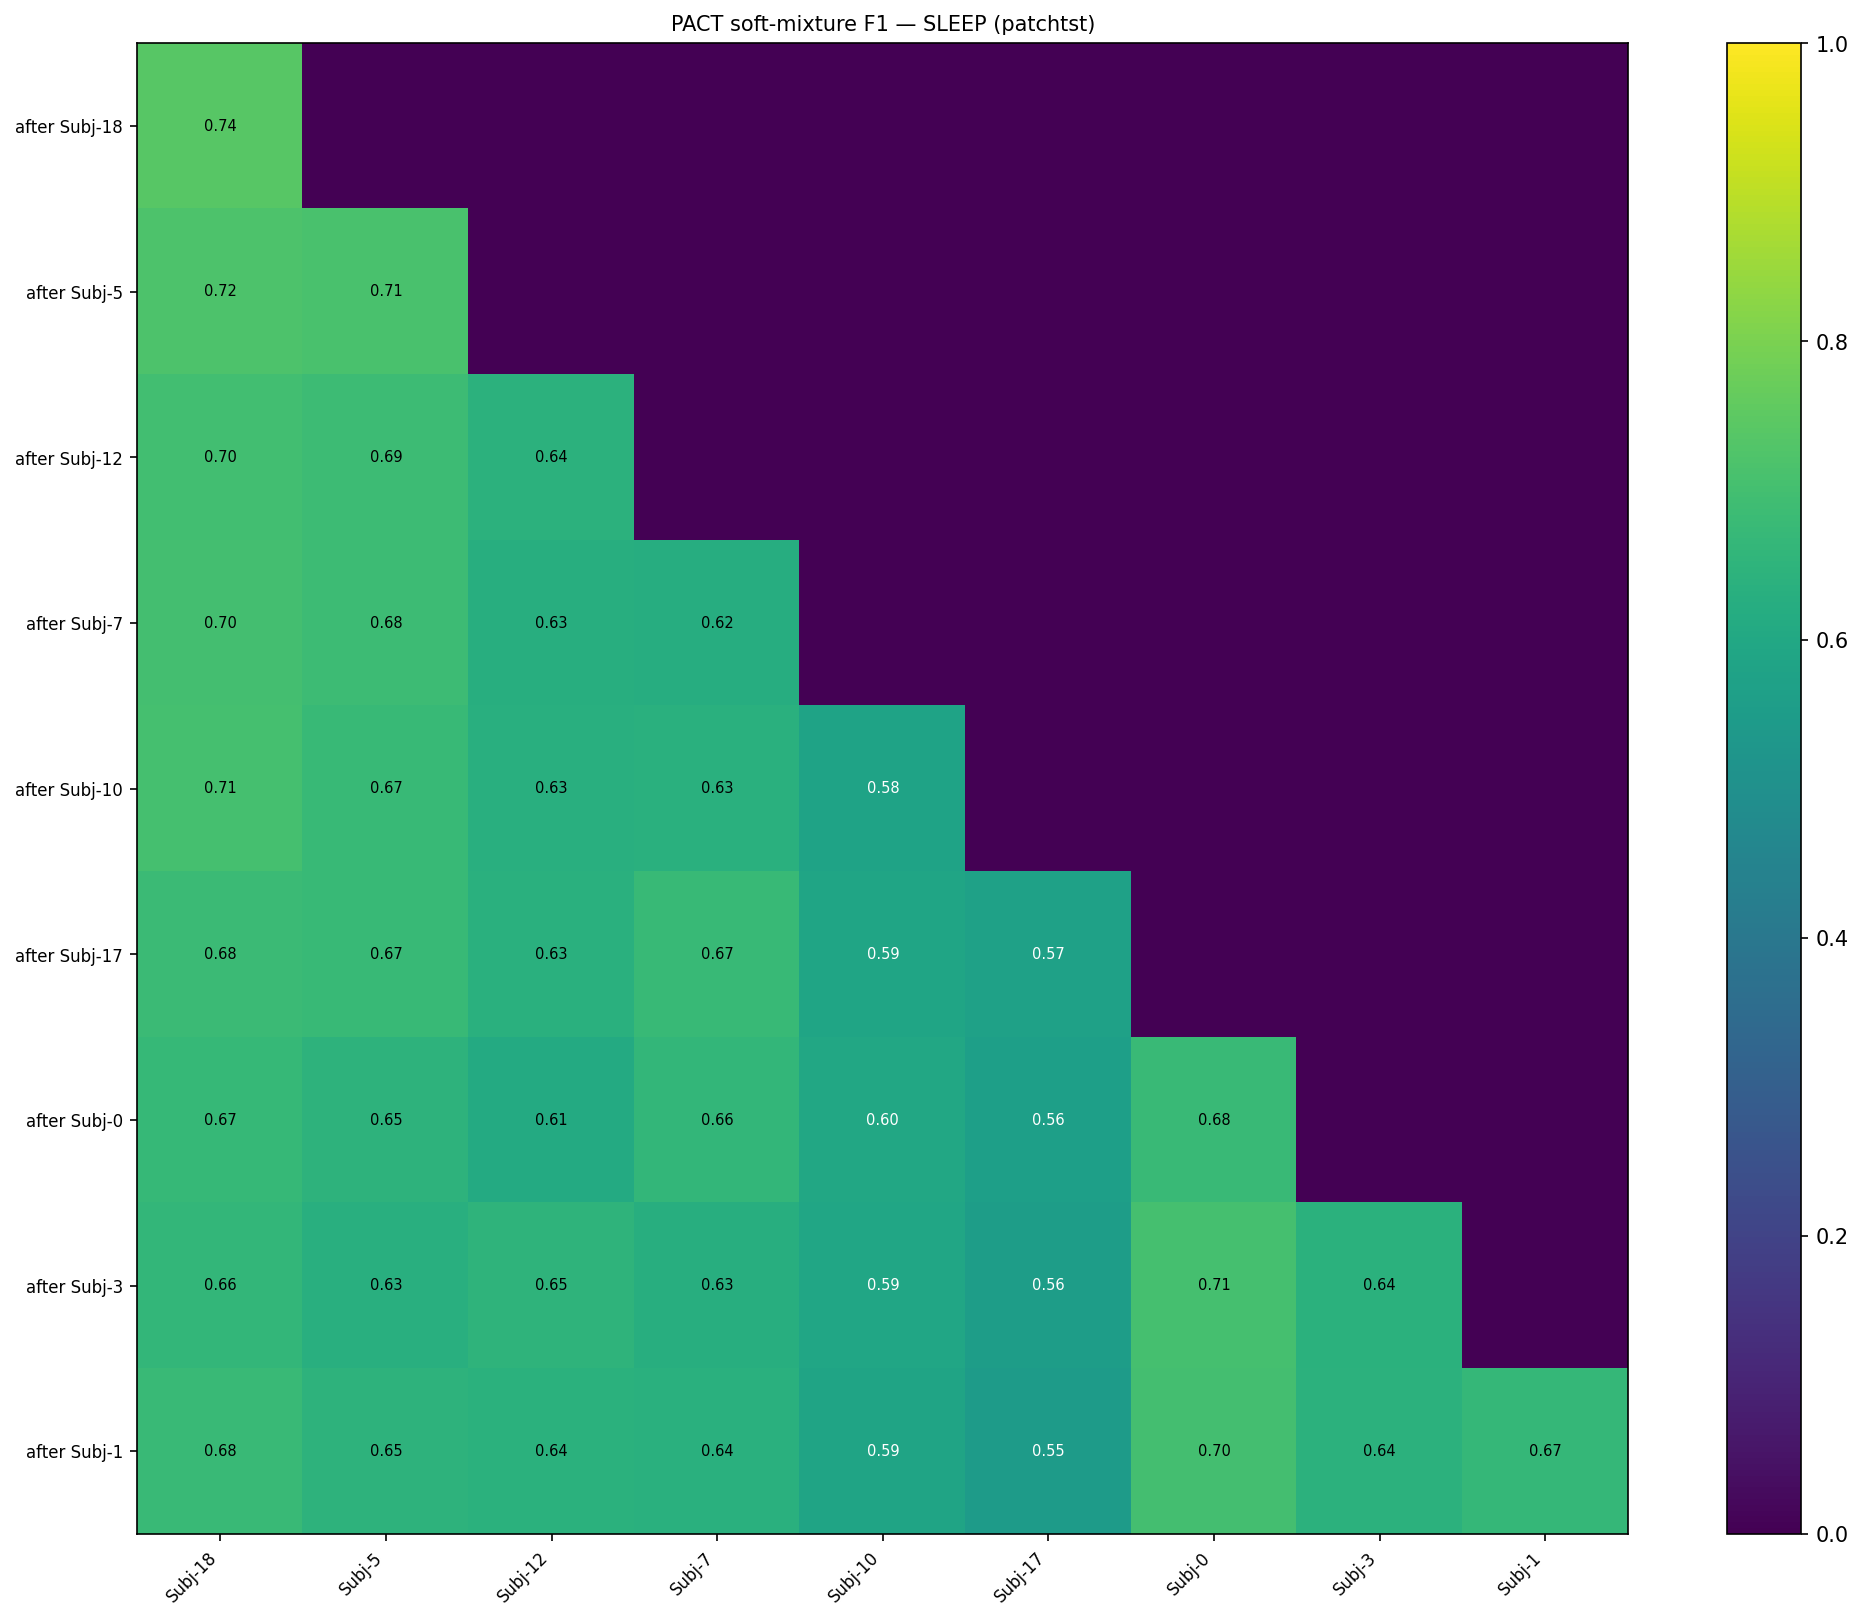 PACT soft-mixture F1 — SLEEP (patchtst)
after Subj-18 0.74
after Subj-5 0.72 0.71
after Subj-12 0.70 0.69 0.64
after Subj-7 0.70 0.68 0.63 0.62
after Subj-10 0.71 0.67 0.63 0.63 0.58
after Subj-17 0.68 0.67 0.63 0.67 0.59 0.57
after Subj-0 0.67 0.65 0.61 0.66 0.60 0.56 0.68
after Subj-3 0.66 0.63 0.65 0.63 0.59 0.56 0.71 0.64
after Subj-1 0.68 0.65 0.64 0.64 0.59 0.55 0.70 0.64 0.67
Subj-18 Subj-5 Subj-12 Subj-7 Subj-10 Subj-17 Subj-0 Subj-3 Subj-1
1.0
0.8
0.6
0.4
0.2
0.0